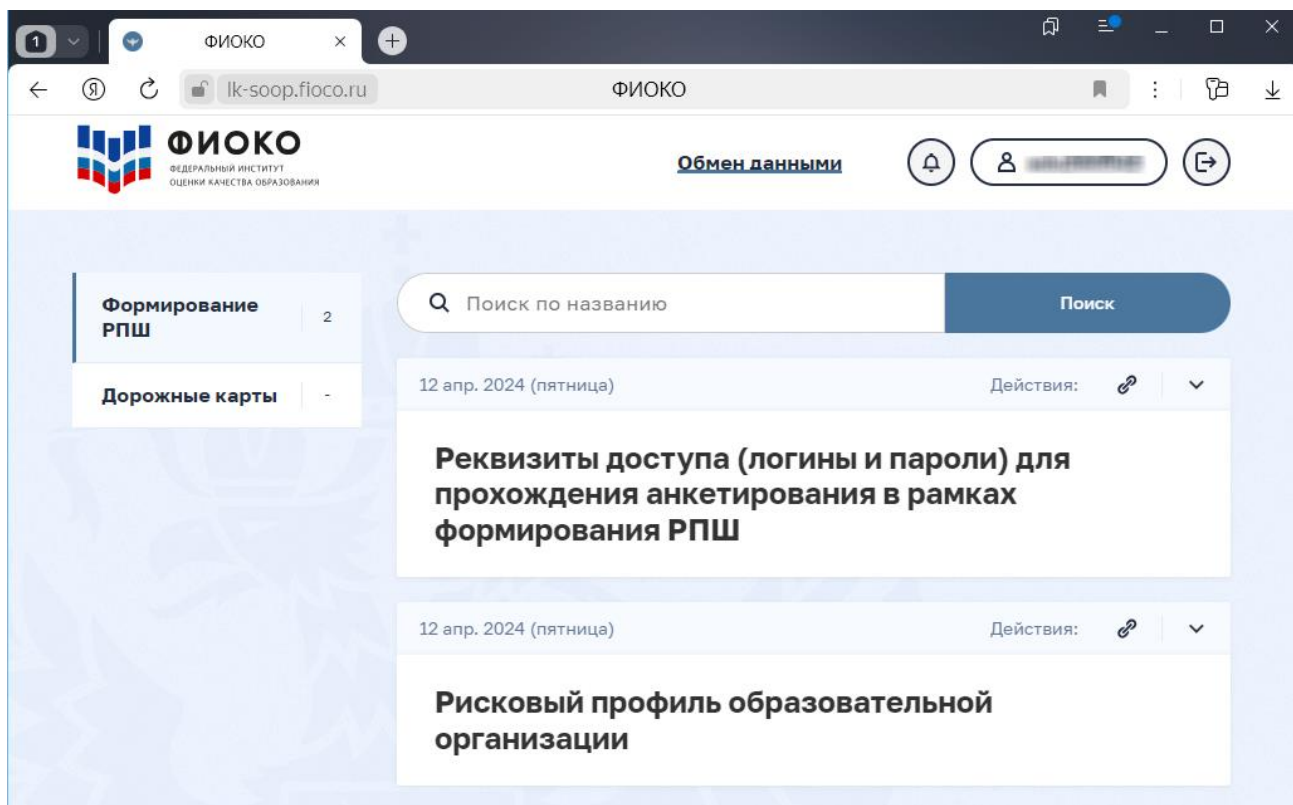 1
ФИОКО
Я
lk-soop.fioco.ru
ФИОКО
ФИОКО
ФЕДЕРАЛЬНЫЙ ИНСТИТУТ
ОЦЕНКИ КАЧЕСТВА ОБРАЗОВАНИЯ
Обмен данными
Формирование
РПШ
2
Дорожные карты
-
Поиск по названию
Поиск
12 апр. 2024 (пятница)
Действия:
Реквизиты доступа (логины и пароли) для
прохождения анкетирования в рамках
формирования РПШ
12 апр. 2024 (пятница)
Действия:
Рисковый профиль образовательной
организации